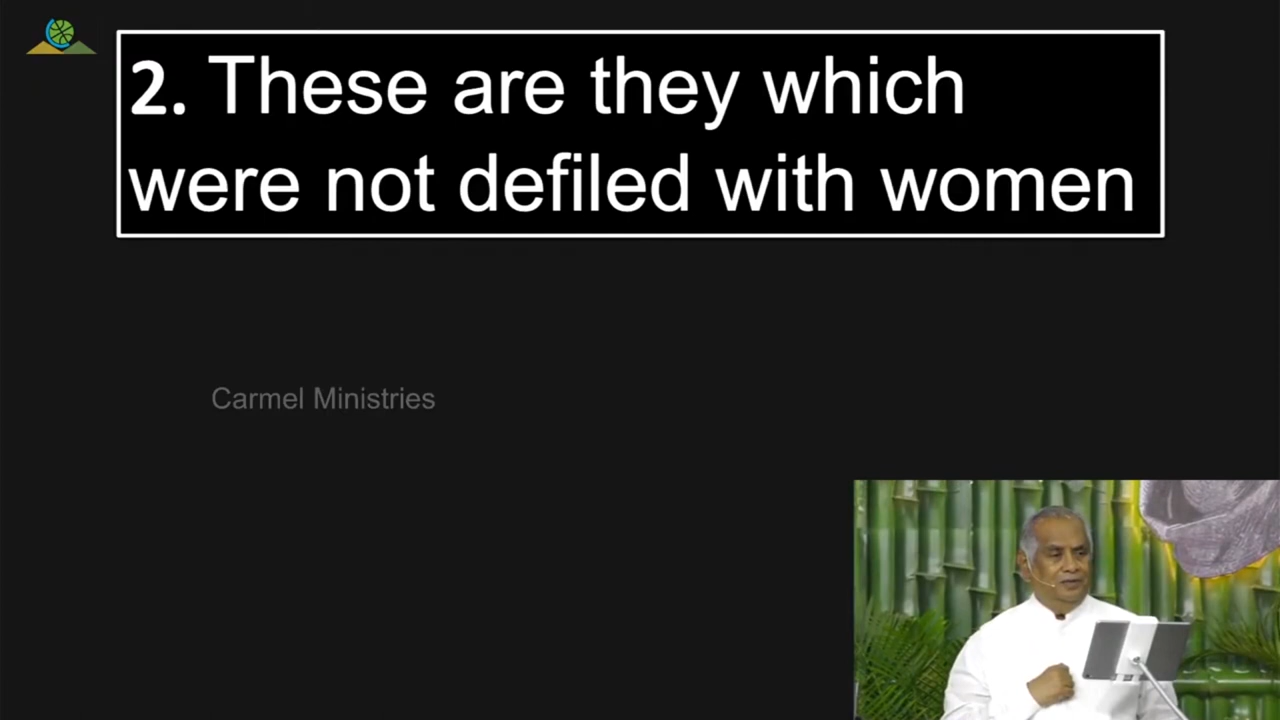 2. These are they which
were not defiled with women
Carmel Ministries